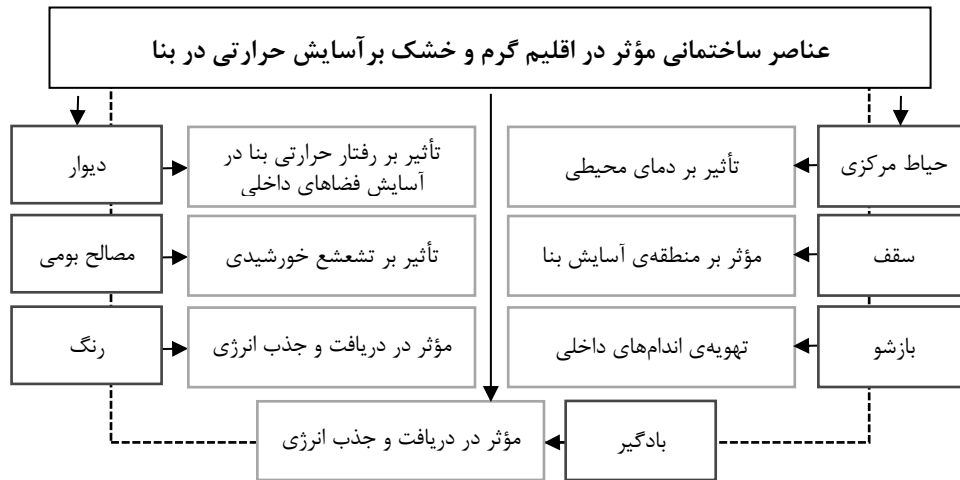 عناصر ساختمانی مؤثر در اقلیم گرم و خشک بر آسایش حرارتی در بنا
حیاط مرکزی
تأثیر بر دمای محیطی
تأثیر بر رفتار حرارتی بنا در
آسایش فضاهای داخلی
دیوار
سقف
مؤثر بر منطقه‌ی آسایش بنا
تأثیر بر تشعشع خورشیدی
مصالح بومی
بازشو
تهویه‌ی اندام‌های داخلی
مؤثر در دریافت و جذب انرژی
رنگ
بادگیر
مؤثر در دریافت و جذب انرژی